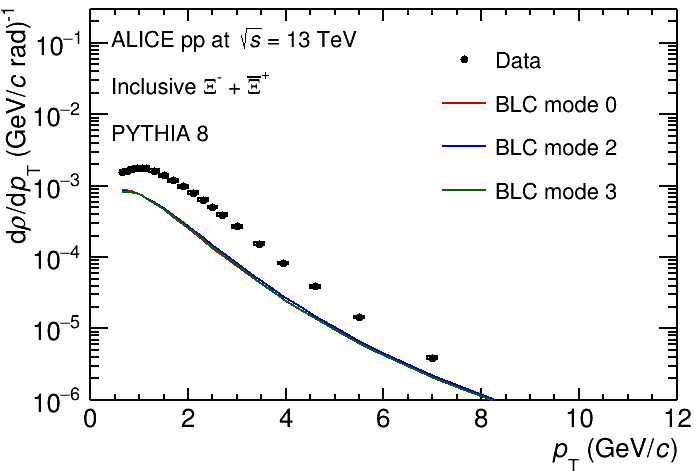 ALICE pp at √s = 13 TeV
Inclusive Ξ⁻ + Ξ̅⁺
PYTHIA 8
Data
BLC mode 0
BLC mode 2
BLC mode 3
dρ/dp_T (GeV/c rad)⁻¹
10⁻¹
10⁻²
10⁻³
10⁻⁴
10⁻⁵
10⁻⁶
0 2 4 6 8 10 12
p_T (GeV/c)